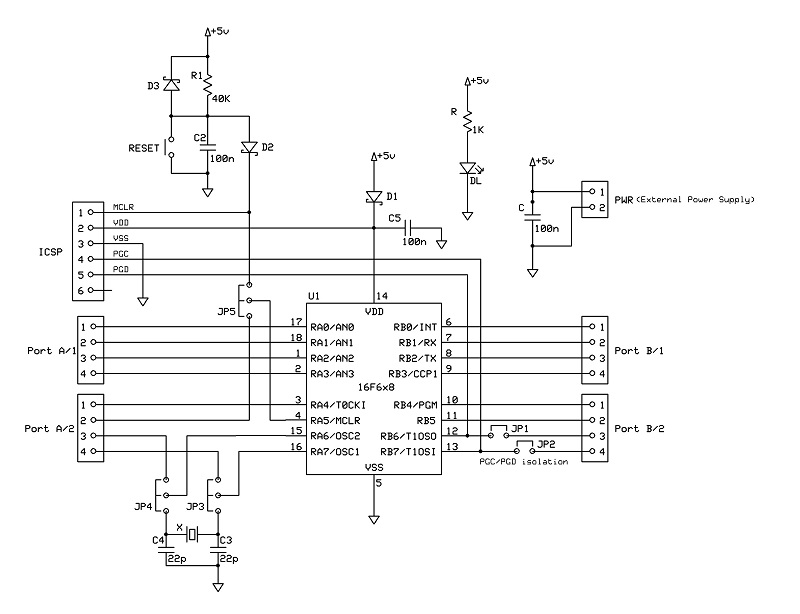 +5v
D3
R1
40K
RESET
C2
100n
D2
+5v
R
1K
DL
+5v
D1
C5
100n
+5v
C
1
2
PWR (External Power Supply)
ICSP
1
2
3
4
5
6
MCLR
VDD
VSS
PGC
PGD
JP5
U1
14
VDD
Port A/1
1
2
3
4
17
18
1
2
RA0/AN0
RA1/AN1
RA2/AN2
RA3/AN3
RB0/INT
RB1/RX
RB2/TX
RB3/CCP1
6
7
8
9
1
2
3
4
Port B/1
16F6x8
Port A/2
1
2
3
4
3
4
15
16
RA4/T0CKI
RA5/MCLR
RA6/OSC2
RA7/OSC1
RB4/PGM
RB5
RB6/T1OSO
RB7/T1OSI
10
11
12
13
JP1
JP2
PGC/PGD isolation
1
2
3
4
Port B/2
VSS
5
JP4
JP3
X
C4
22p
C3
22p